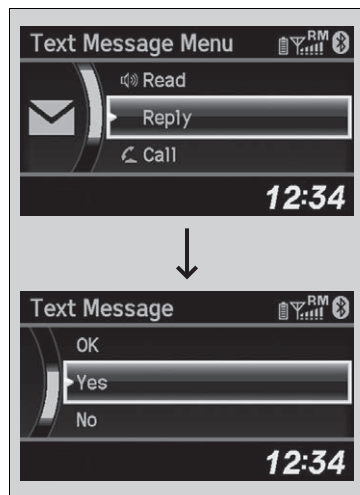 Text Message Menu RM
Read
Reply
Call
12:34
Text Message RM
OK
Yes
No
12:34